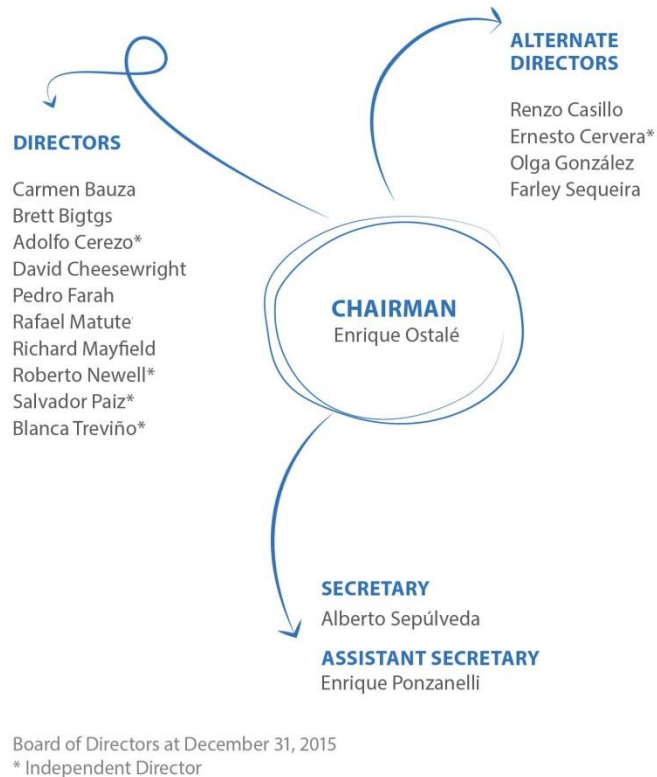 DIRECTORS
Carmen Bauza
Brett Bigtgs
Adolfo Cerezo*
David Cheesewright
Pedro Farah
Rafael Matute
Richard Mayfield
Roberto Newell*
Salvador Paiz*
Blanca Treviño*
ALTERNATE
DIRECTORS
Renzo Casillo
Ernesto Cervera*
Olga González
Farley Sequeira
CHAIRMAN
Enrique Ostalé
SECRETARY
Alberto Sepúlveda
ASSISTANT SECRETARY
Enrique Ponzanelli
Board of Directors at December 31, 2015
* Independent Director